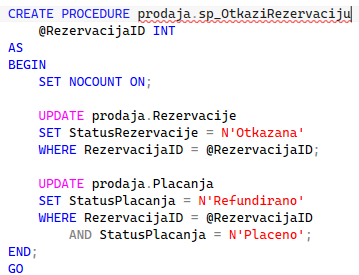 CREATE PROCEDURE prodaja.sp_OtkaziRezervaciju
    @RezervacijaID INT
AS
BEGIN
    SET NOCOUNT ON;

    UPDATE prodaja.Rezervacije
    SET StatusRezervacije = N'Otkazana'
    WHERE RezervacijaID = @RezervacijaID;

    UPDATE prodaja.Placanja
    SET StatusPlacanja = N'Refundirano'
    WHERE RezervacijaID = @RezervacijaID
        AND StatusPlacanja = N'Placeno';
END;
GO